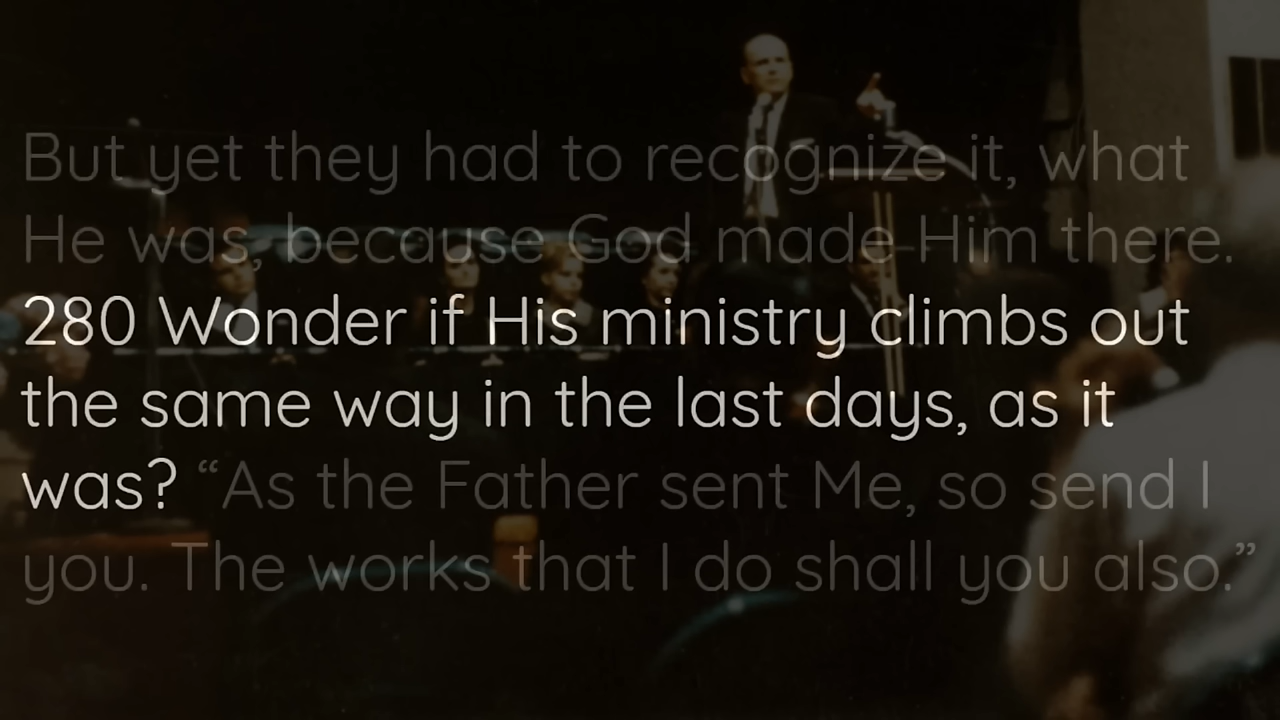 But yet they had to recognize it, what
He was, because God made Him there.
280 Wonder if His ministry climbs out
the same way in the last days, as it
was? “As the Father sent Me, so send I
you. The works that I do shall you also.”